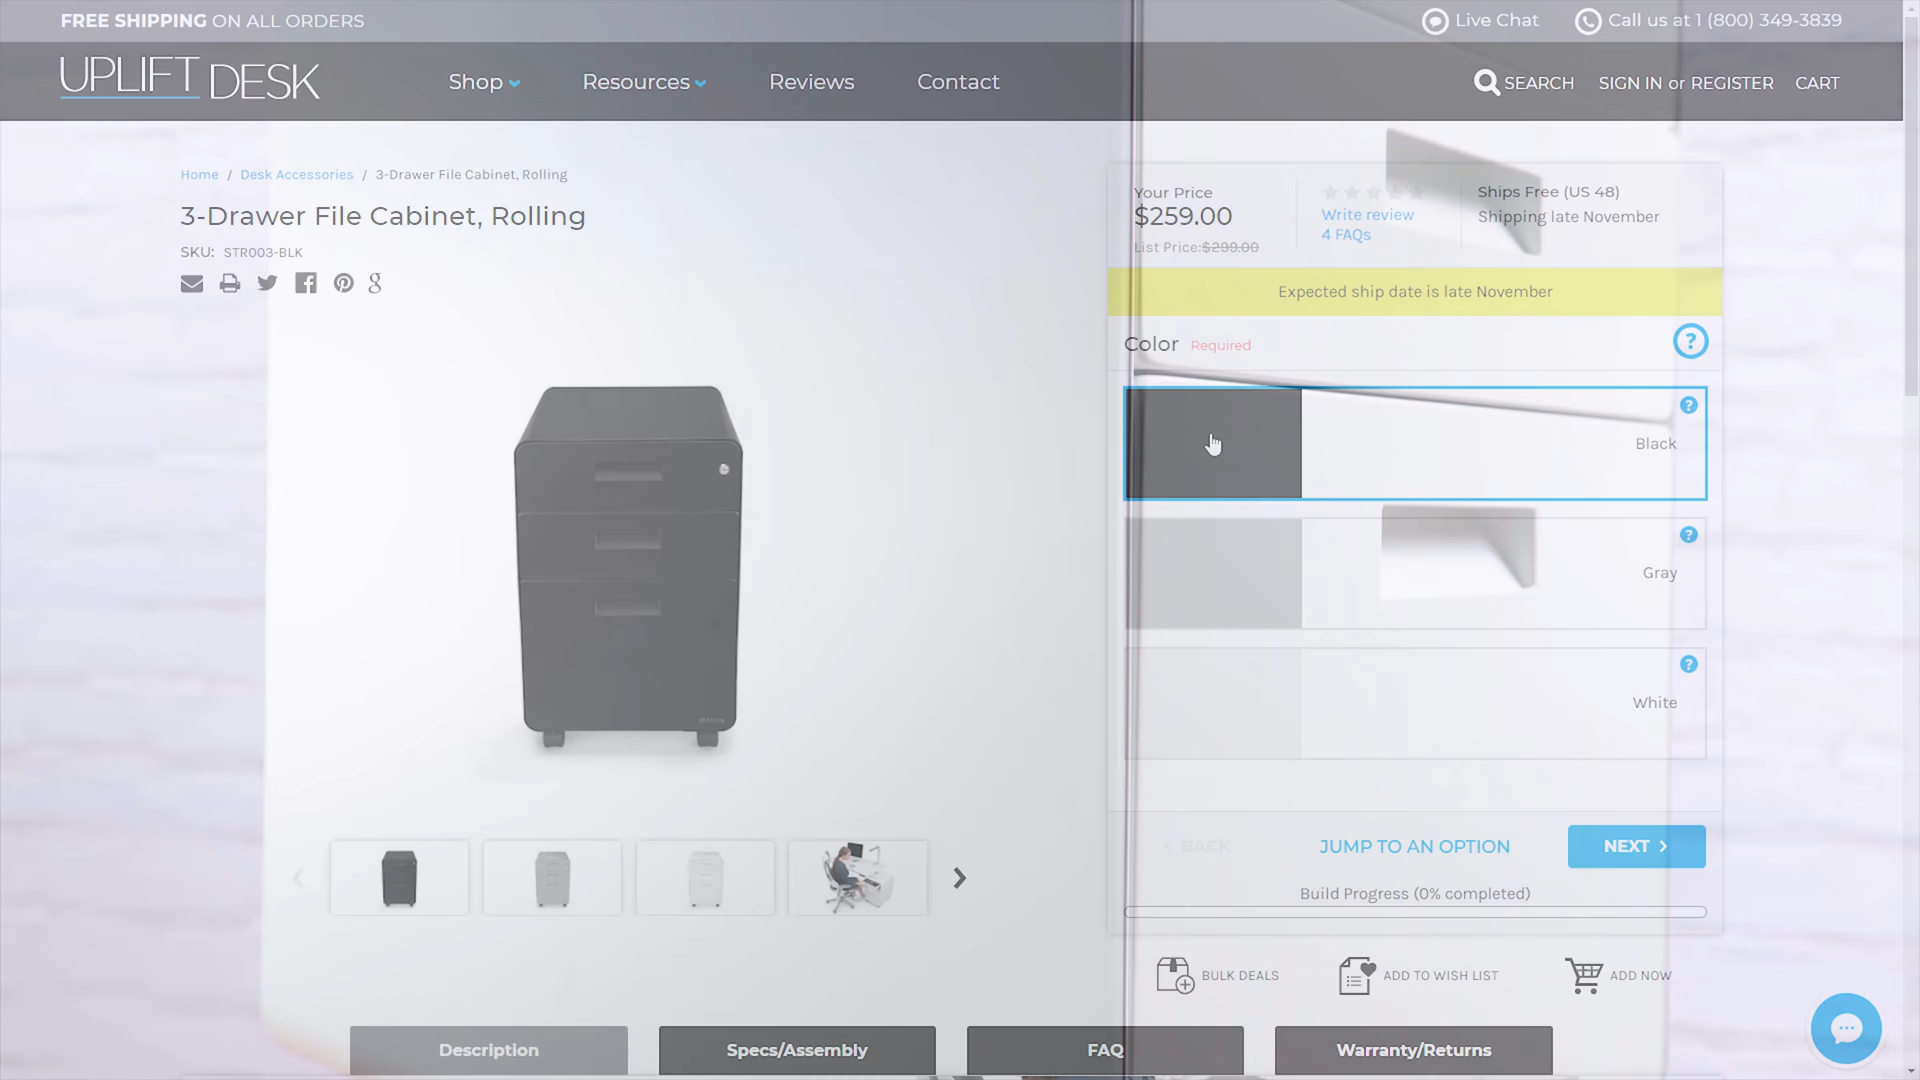 FREE SHIPPING ON ALL ORDERS
Live Chat
Call us at 1 (800) 349-3839
UPLIFT DESK
Shop
Resources
Reviews
Contact
SEARCH
SIGN IN or REGISTER
CART
Home / Desk Accessories / 3-Drawer File Cabinet, Rolling
3-Drawer File Cabinet, Rolling
SKU: STR003-BLK
Your Price
$259.00
List Price:$299.00
Write review
4 FAQs
Ships Free (US 48)
Shipping late November
Expected ship date is late November
Color Required
?
?
Black
?
Gray
?
White
< BACK
JUMP TO AN OPTION
NEXT >
Build Progress (0% completed)
BULK DEALS
ADD TO WISH LIST
ADD NOW
Description
Specs/Assembly
FAQ
Warranty/Returns